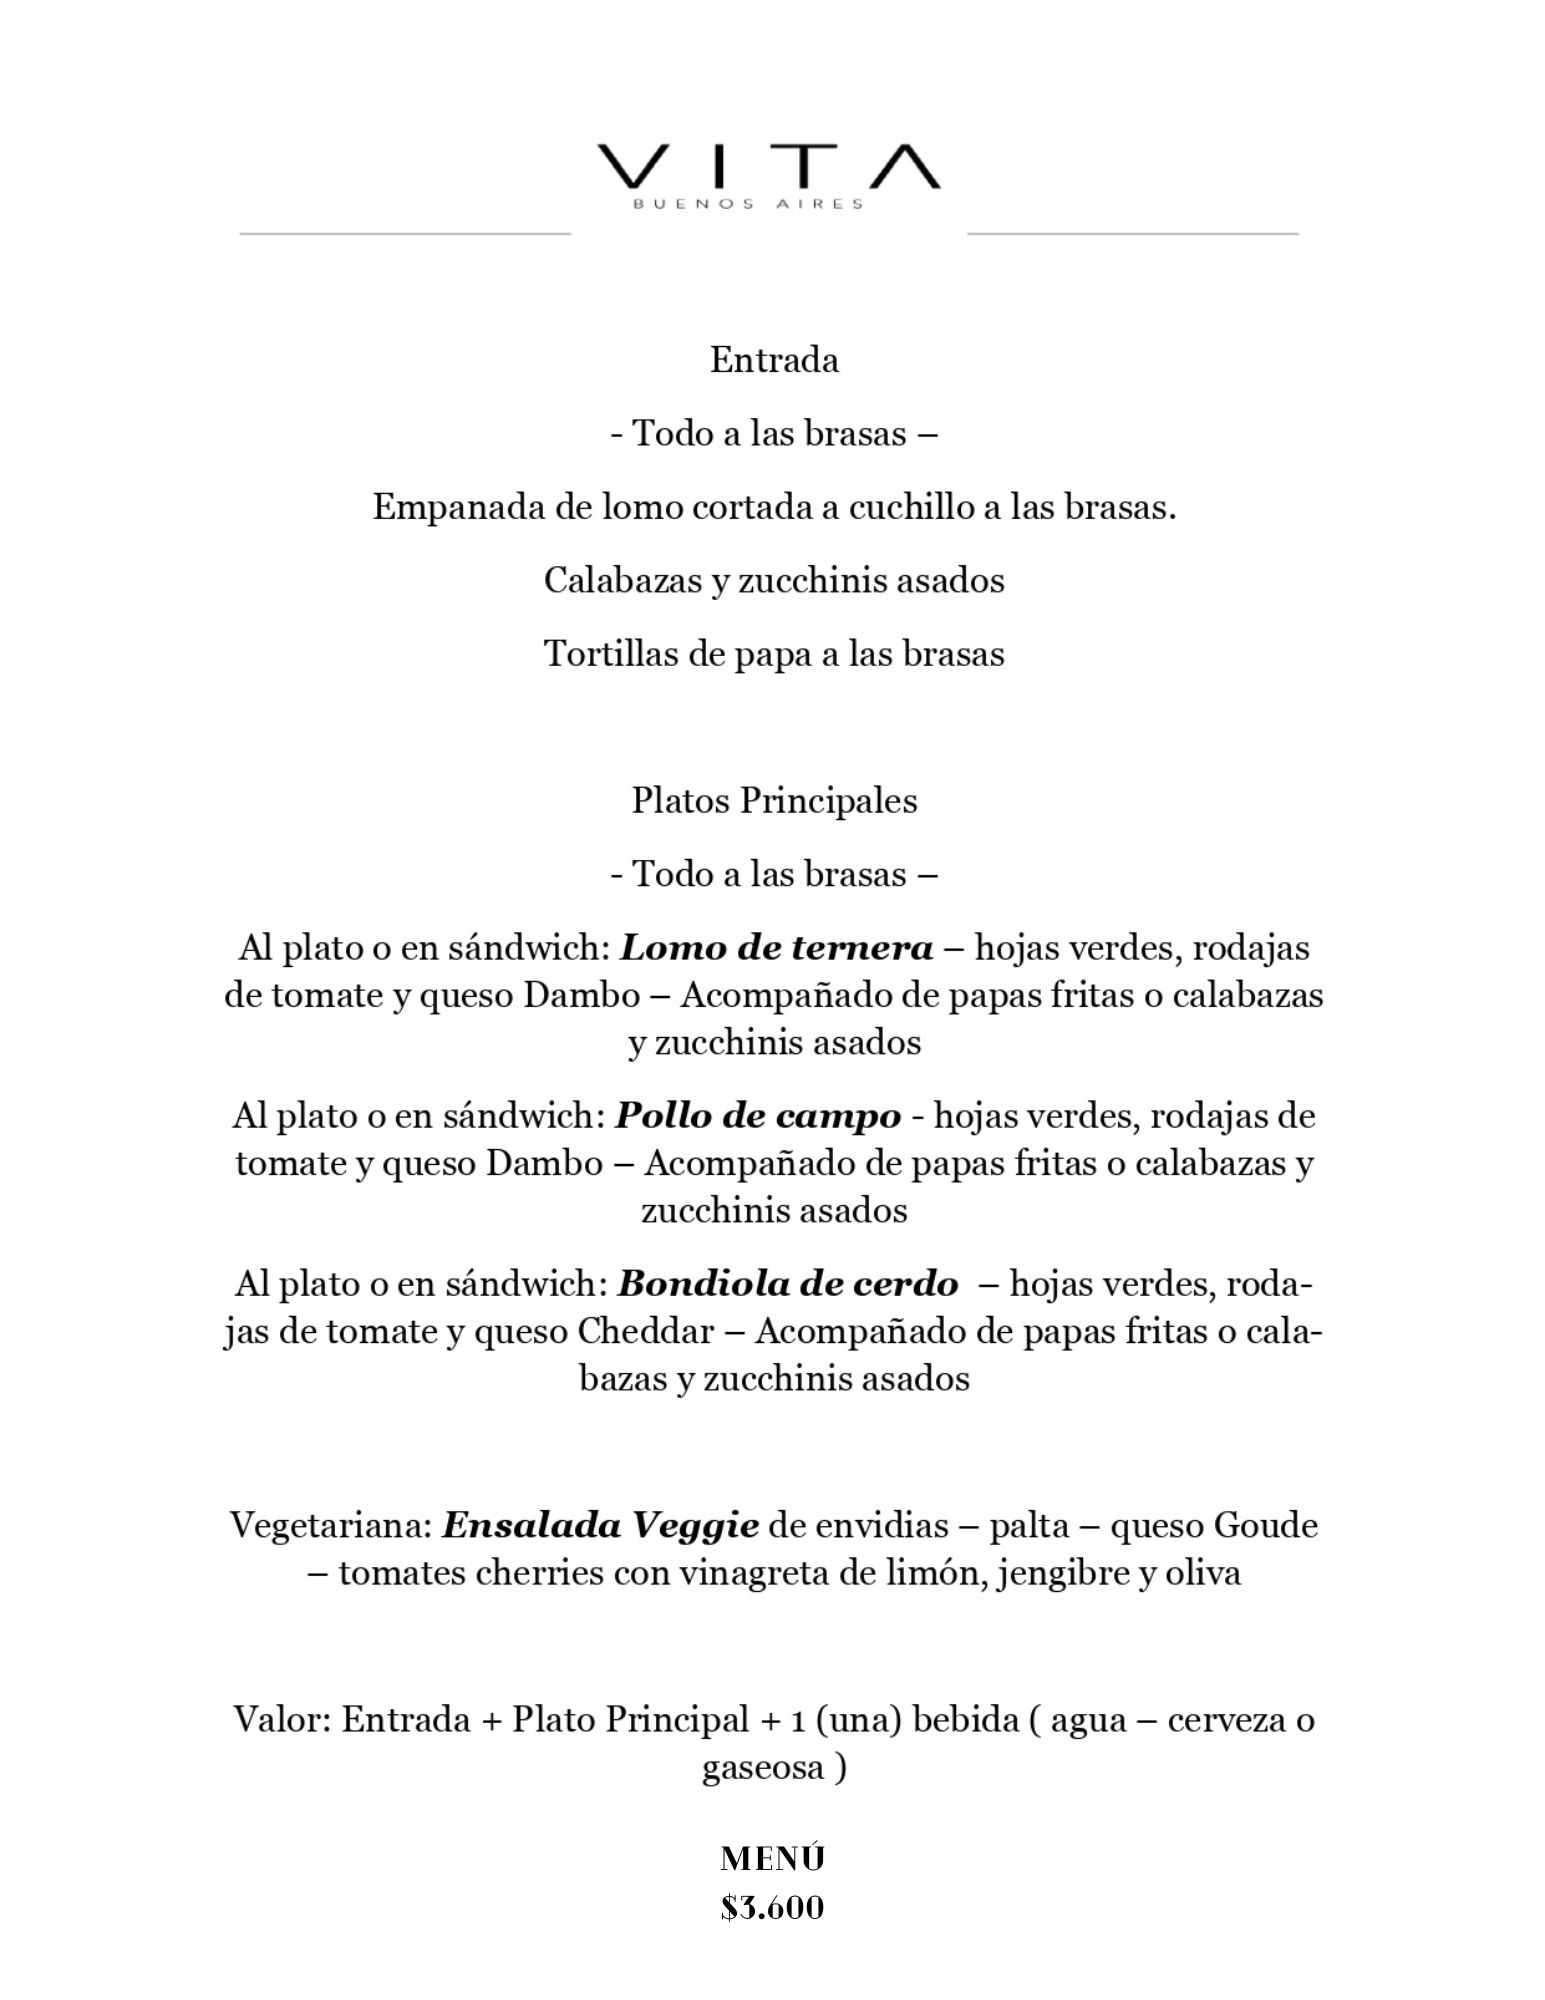 VITA
BUENOS AIRES
Entrada
- Todo a las brasas –
Empanada de lomo cortada a cuchillo a las brasas.
Calabazas y zucchinis asados
Tortillas de papa a las brasas
Platos Principales
- Todo a las brasas –
Al plato o en sándwich: Lomo de ternera – hojas verdes, rodajas
de tomate y queso Dambo – Acompañado de papas fritas o calabazas
y zucchinis asados
Al plato o en sándwich: Pollo de campo - hojas verdes, rodajas de
tomate y queso Dambo – Acompañado de papas fritas o calabazas y
zucchinis asados
Al plato o en sándwich: Bondiola de cerdo – hojas verdes, roda-
jas de tomate y queso Cheddar – Acompañado de papas fritas o cala-
bazas y zucchinis asados
Vegetariana: Ensalada Veggie de envidias – palta – queso Goude
– tomates cherries con vinagreta de limón, jengibre y oliva
Valor: Entrada + Plato Principal + 1 (una) bebida ( agua – cerveza o
gaseosa )
MENÚ
$3.600